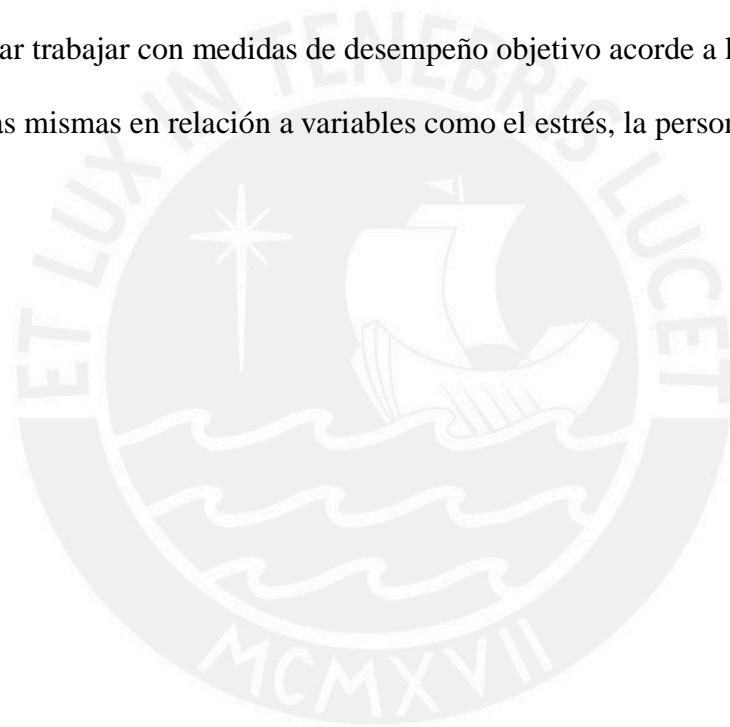 ar trabajar con medidas de desempeño objetivo acorde a l
as mismas en relación a variables como el estrés, la person
ET LUX IN TENEBRIS LUCET
MCMXVII